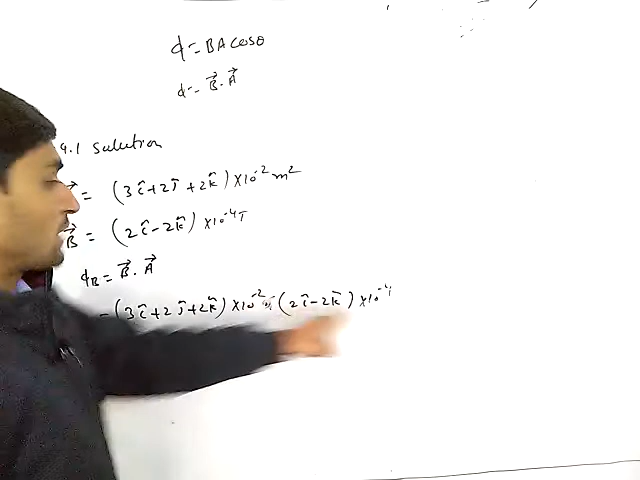 ϕ = BA cosθ
ϕ = B⃗ . A⃗
9.1 Solution
= (3î+2ĵ+2k̂)×10⁻² m²
B⃗ = (2î-2k̂)×10⁻⁴T
ϕB = B⃗ . A⃗
= (3î+2ĵ+2k̂)×10⁻² . (2î-2k̂)×10⁻⁴